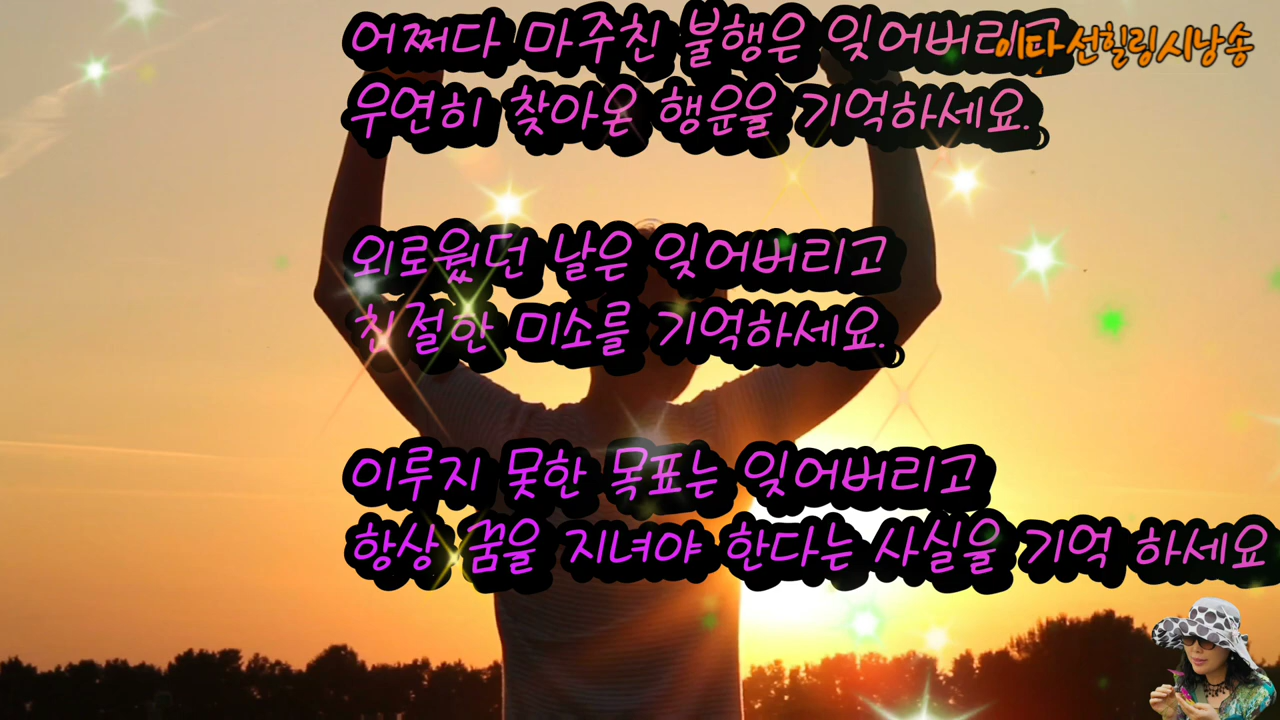 어쩌다 마주친 불행은 잊어버리고
이다 선힐링시낭송
우연히 찾아온 행운을 기억하세요.
외로웠던 날은 잊어버리고
친절한 미소를 기억하세요.
이루지 못한 목표는 잊어버리고
항상 꿈을 지녀야 한다는 사실을 기억 하세요